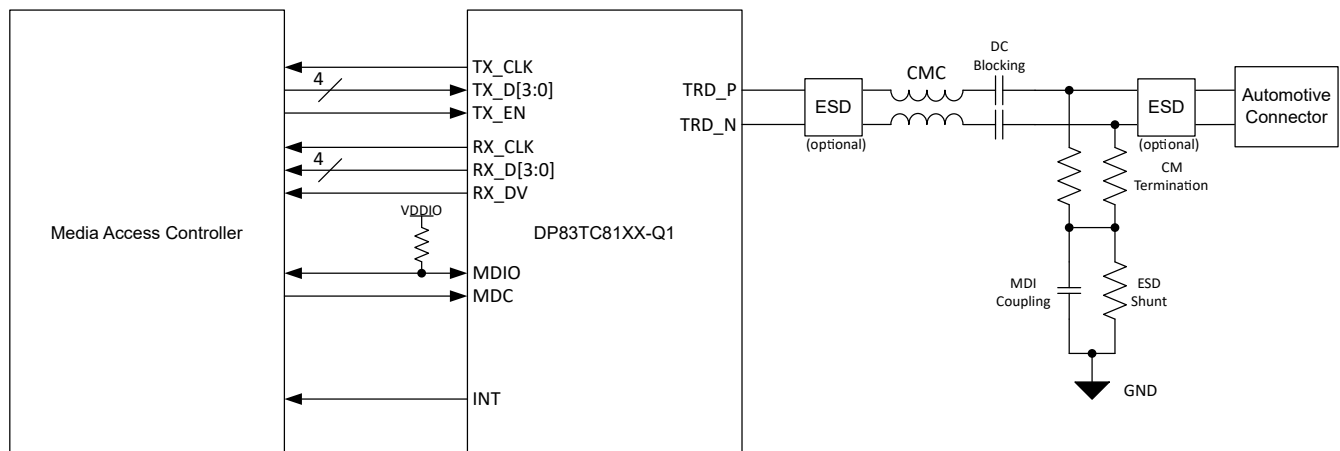 Media Access Controller
4
4
VDDIO
TX_CLK
TX_D[3:0]
TX_EN
RX_CLK
RX_D[3:0]
RX_DV
MDIO
MDC
INT
DP83TC81XX-Q1
TRD_P
TRD_N
ESD
(optional)
CMC
DC
Blocking
ESD
(optional)
Automotive
Connector
CM
Termination
MDI
Coupling
ESD
Shunt
GND